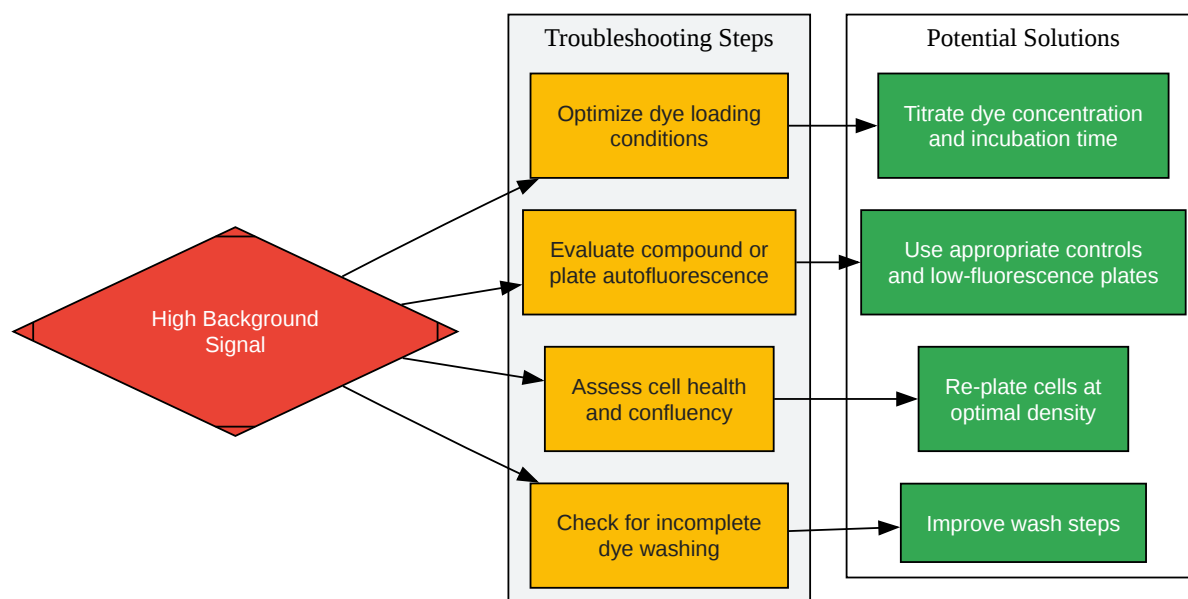 Troubleshooting Steps
Potential Solutions
Optimize dye loading
conditions
Titrate dye concentration
and incubation time
Evaluate compound or
plate autofluorescence
Use appropriate controls
and low-fluorescence plates
High Background
Signal
Assess cell health
and confluency
Re-plate cells at
optimal density
Check for incomplete
dye washing
Improve wash steps